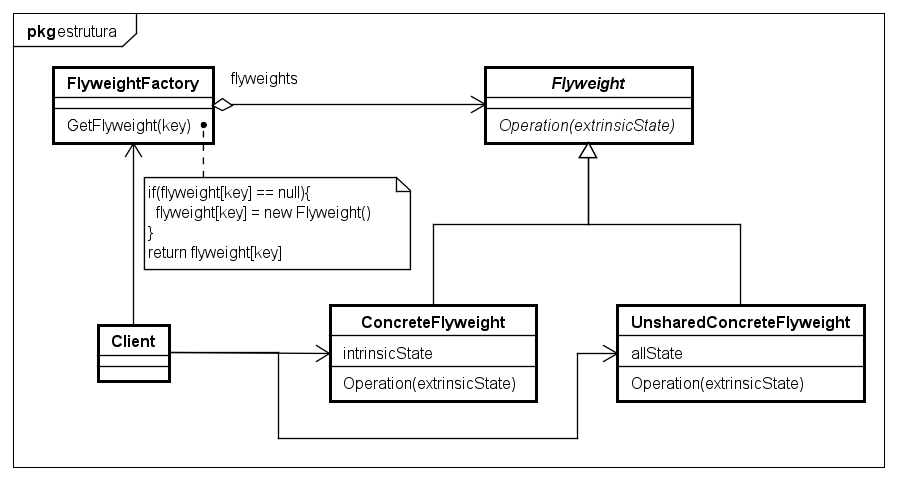 pkg estrutura
FlyweightFactory
flyweights
Flyweight
GetFlyweight(key)
Operation(extrinsicState)
if(flyweight[key] == null){
flyweight[key] = new Flyweight()
}
return flyweight[key]
Client
ConcreteFlyweight
intrinsicState
Operation(extrinsicState)
UnsharedConcreteFlyweight
allState
Operation(extrinsicState)